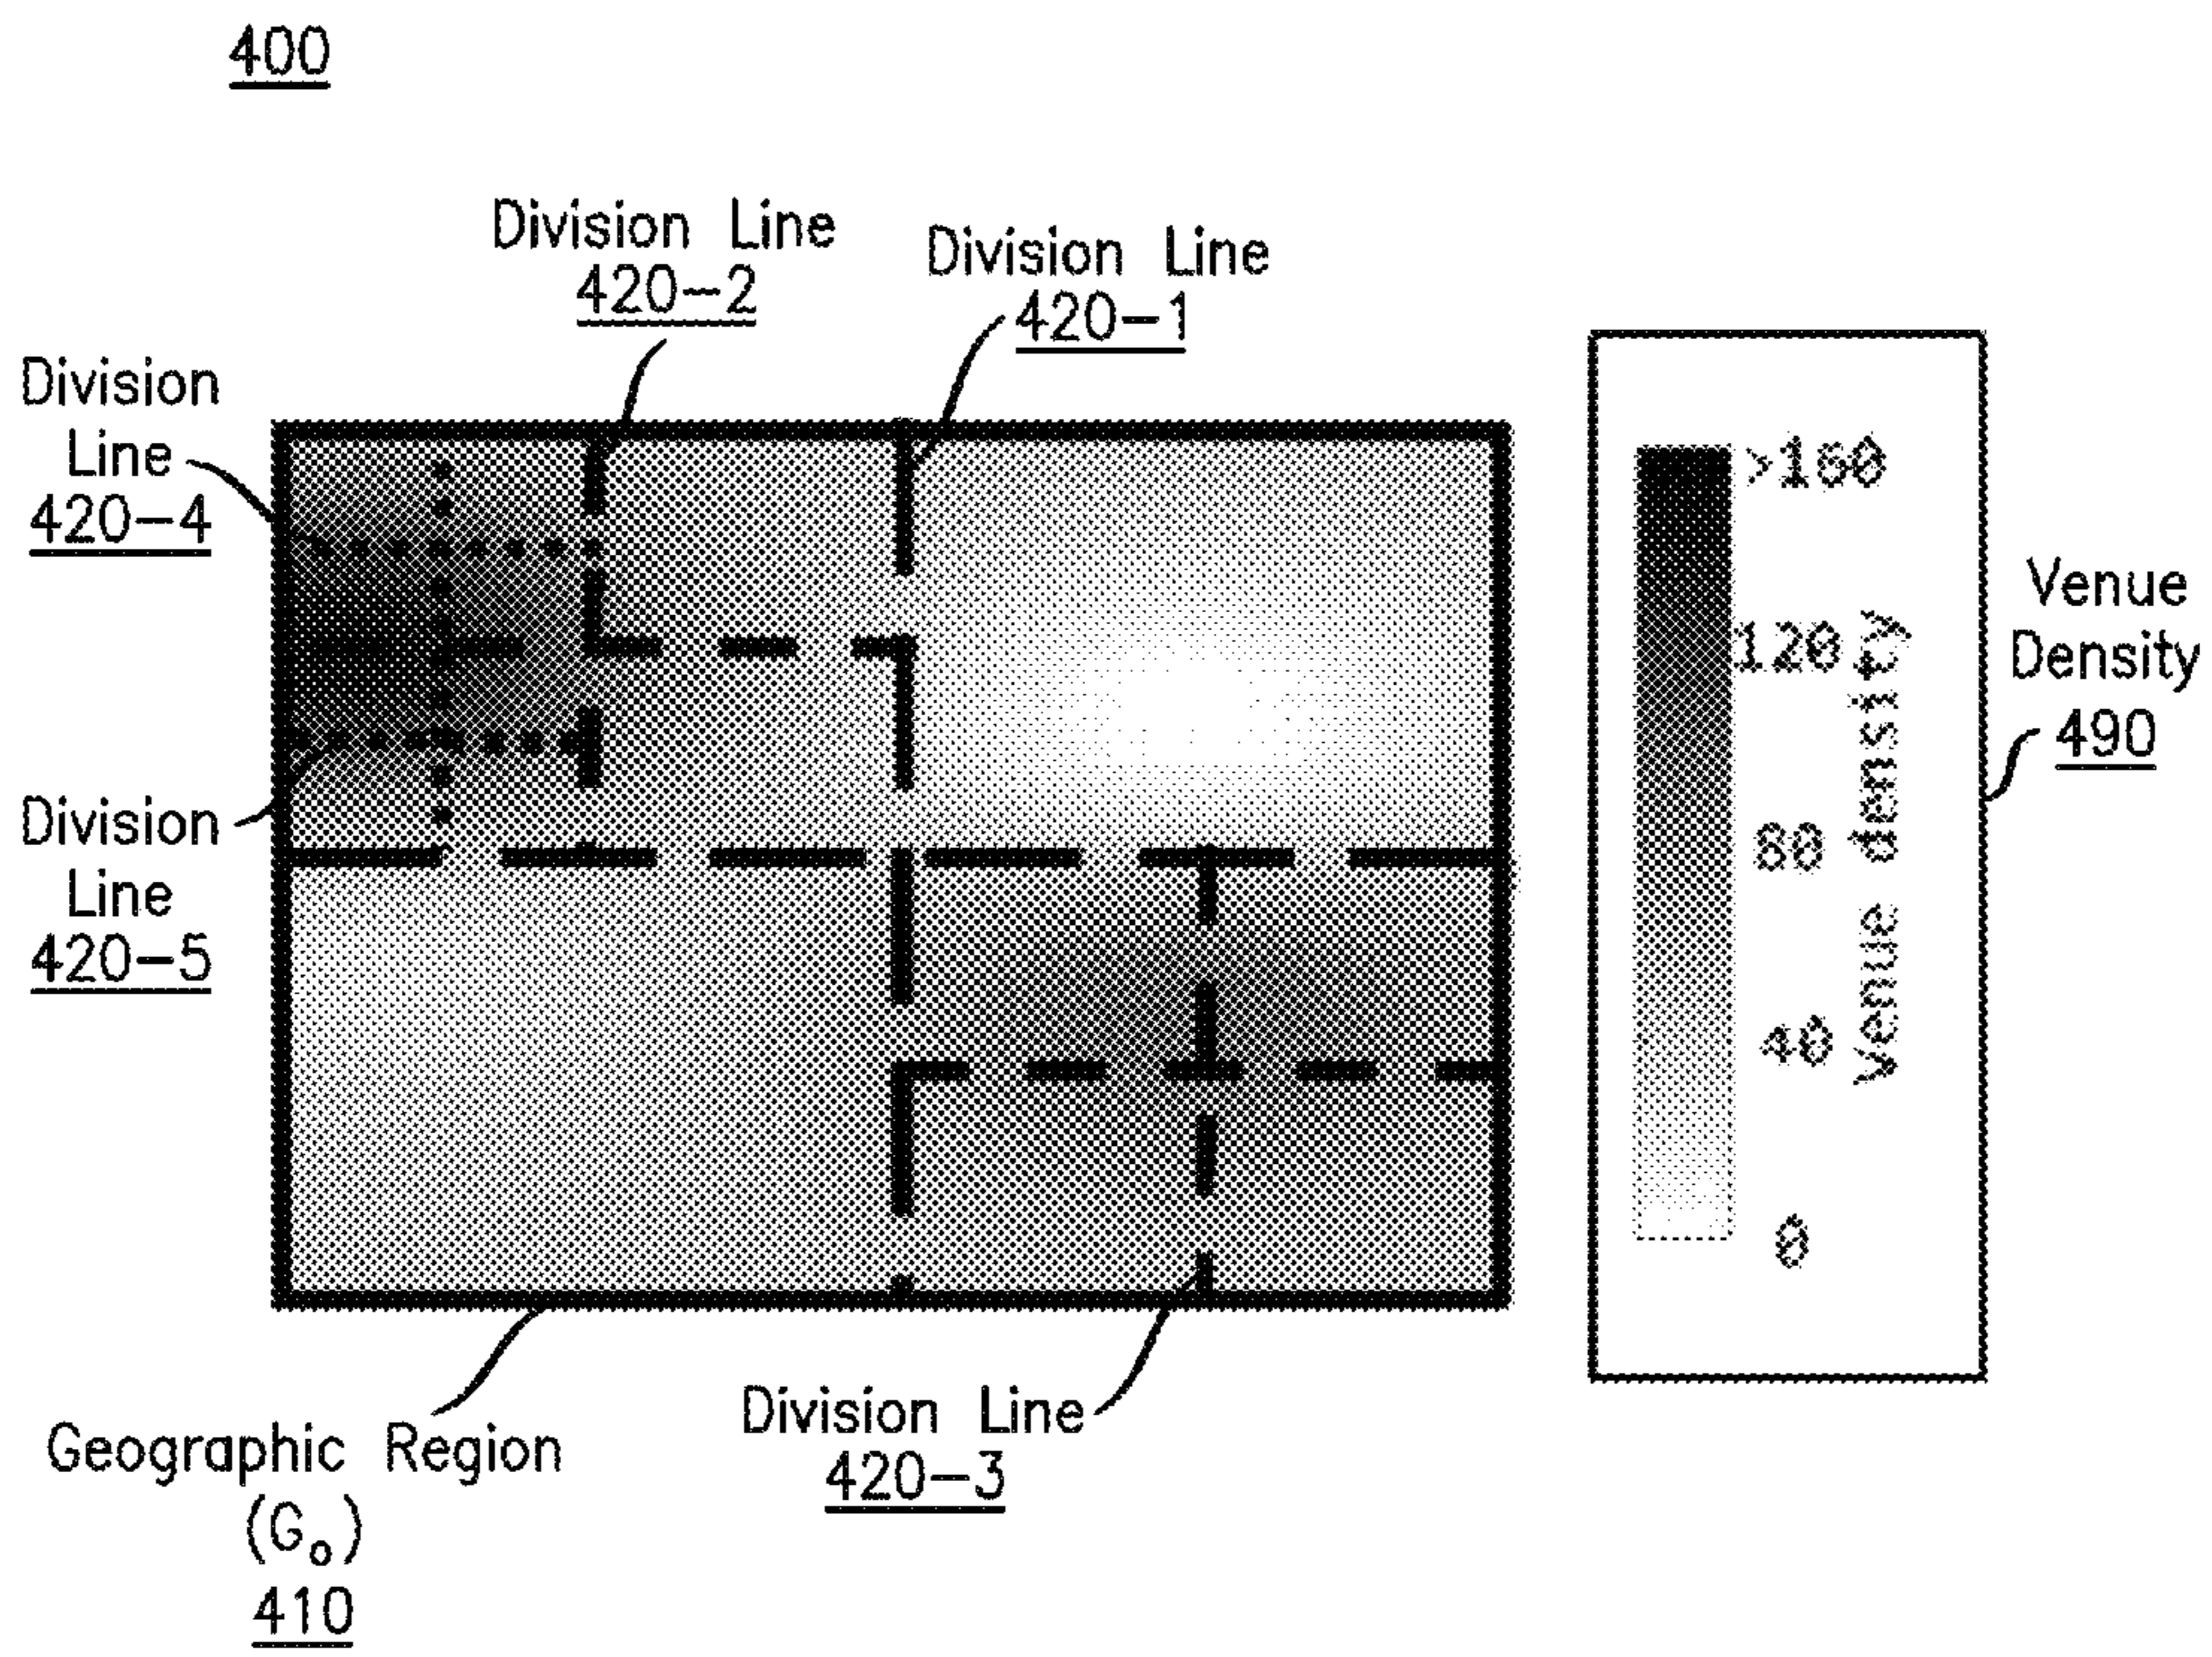 400
Division Line
420-2
Division Line
420-1
Division
Line
420-4
Division
Line
420-5
>160
120
80
40
0
Venue density
Venue
Density
490
Geographic Region
(G₀)
410
Division Line
420-3